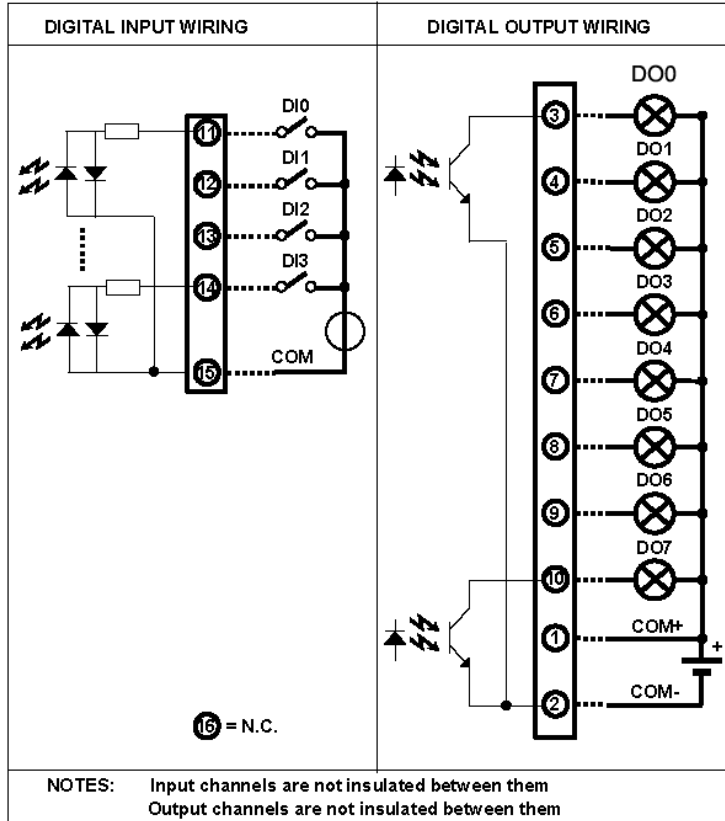 DIGITAL INPUT WIRING
DI0
11
DI1
12
DI2
13
DI3
14
COM
15
16 = N.C.
DIGITAL OUTPUT WIRING
DO0
3
DO1
4
DO2
5
DO3
6
DO4
7
DO5
8
DO6
9
DO7
10
COM+
1
+
COM-
2
NOTES: Input channels are not insulated between them
Output channels are not insulated between them